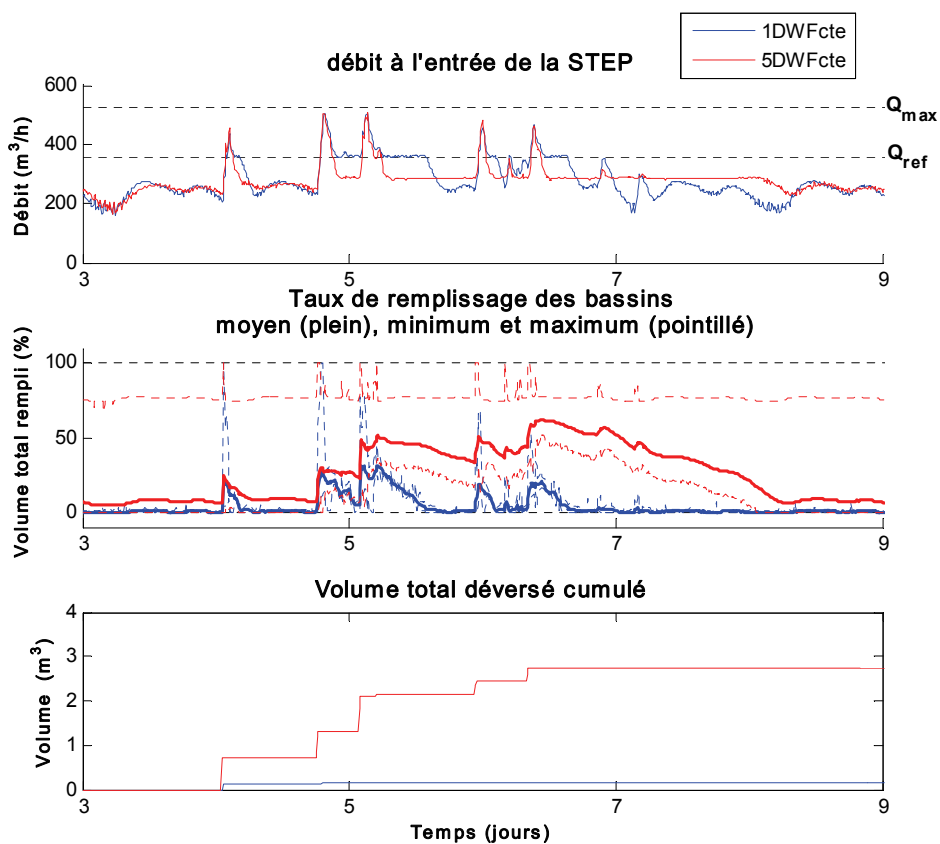 1DWFcte
5DWFcte
débit à l'entrée de la STEP
Débit (m³/h)
600
400
200
0
Q max
Q ref
3 5 7 9
Taux de remplissage des bassins
moyen (plein), minimum et maximum (pointillé)
Volume total rempli (%)
100
50
0
3 5 7 9
Volume total déversé cumulé
Volume (m³)
4
3
2
1
0
3 5 7 9
Temps (jours)